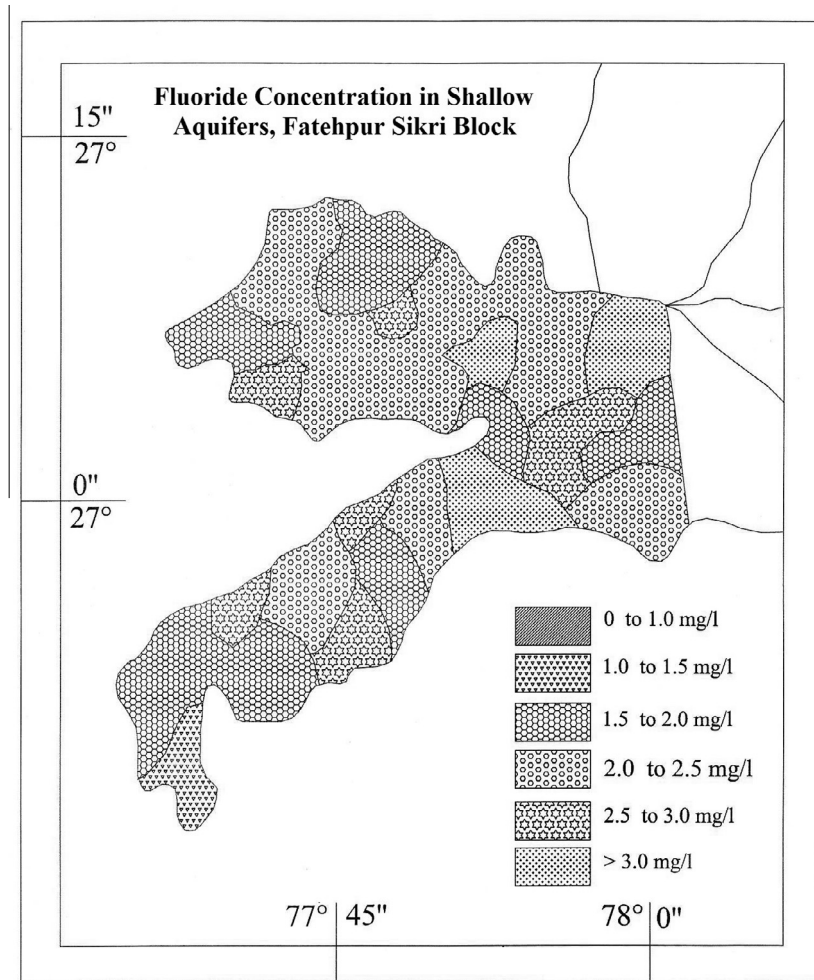 Fluoride Concentration in Shallow
Aquifers, Fatehpur Sikri Block
15"
27°
0"
27°
0 to 1.0 mg/l
1.0 to 1.5 mg/l
1.5 to 2.0 mg/l
2.0 to 2.5 mg/l
2.5 to 3.0 mg/l
> 3.0 mg/l
77° 45" 78° 0"